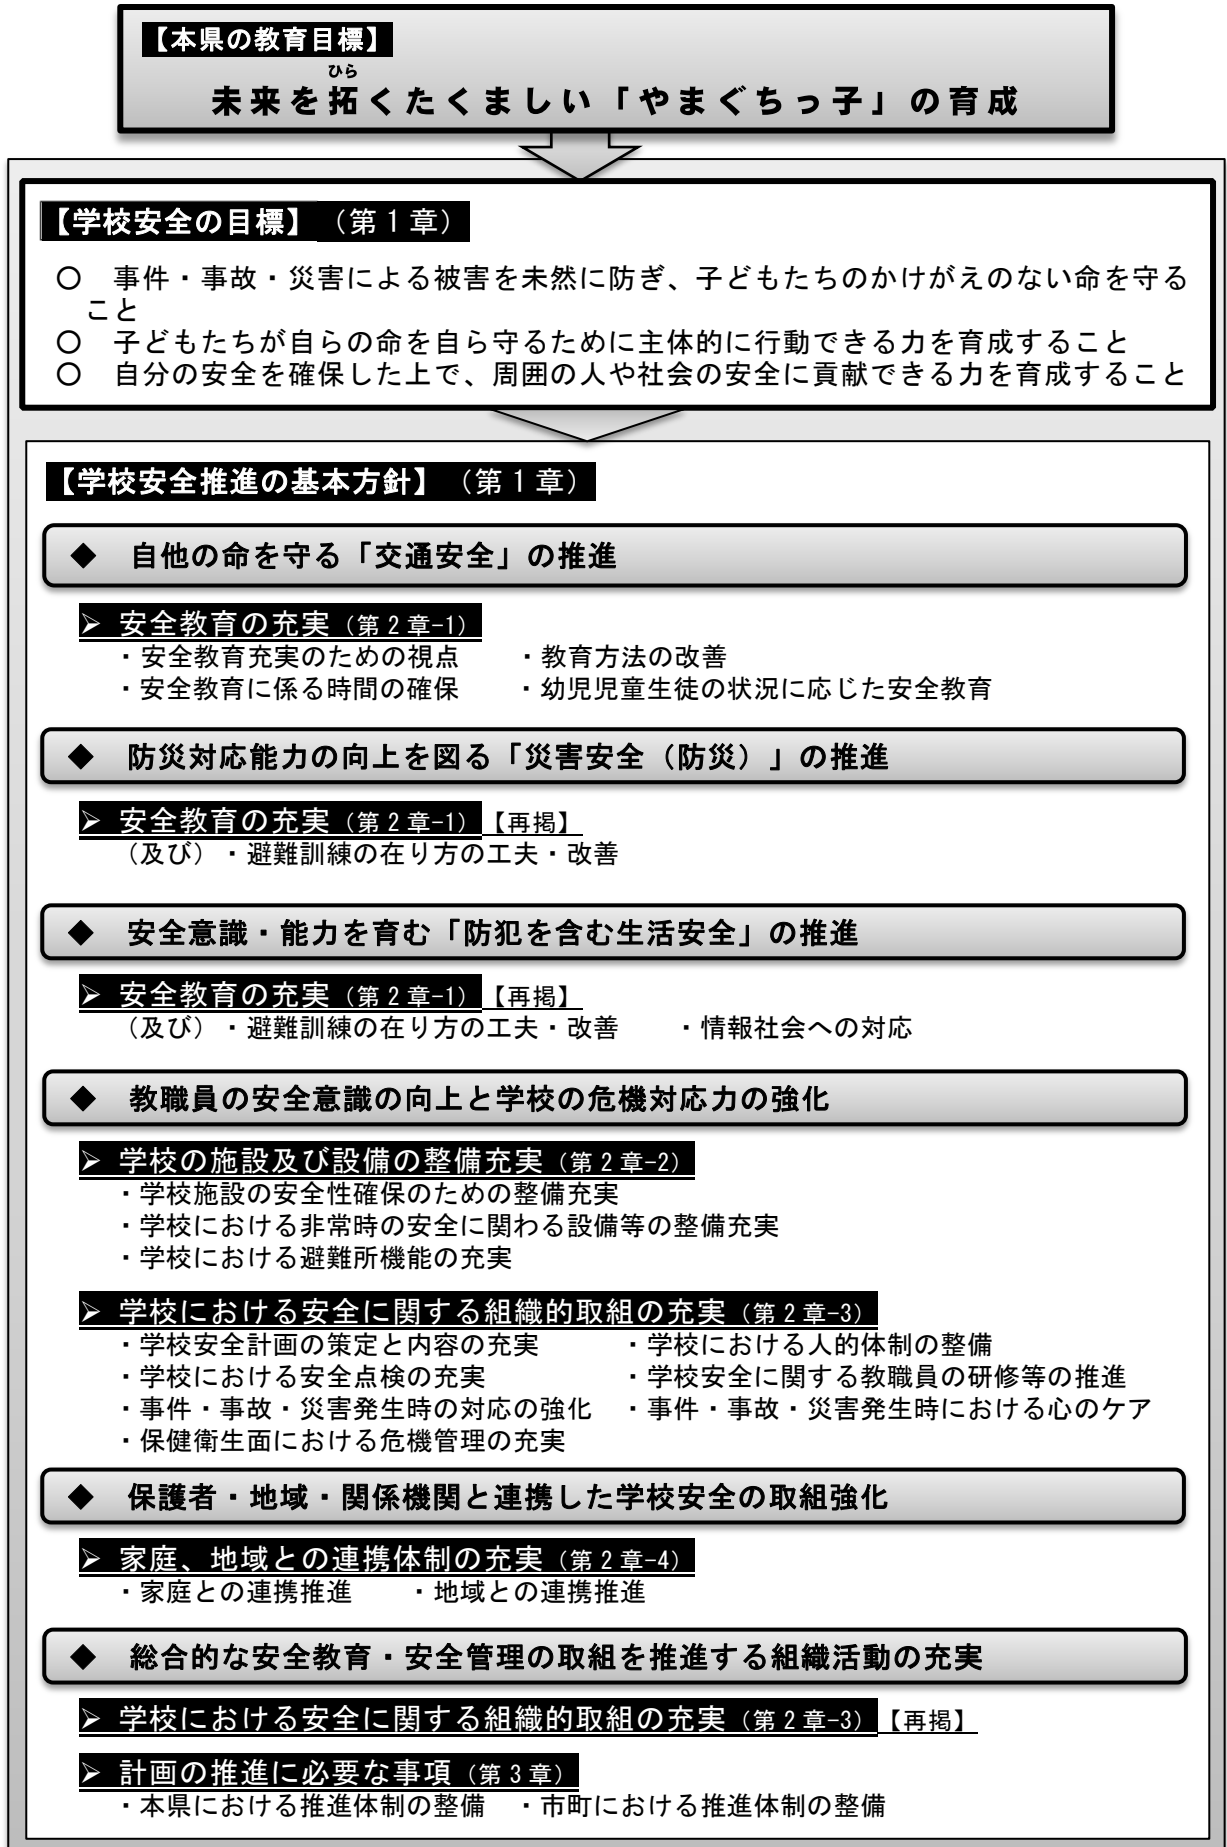 【本県の教育目標】
ひら
未来を拓くたくましい「やまぐちっ子」の育成
【学校安全の目標】（第１章）
○　事件・事故・災害による被害を未然に防ぎ、子どもたちのかけがえのない命を守る
こと
○　子どもたちが自らの命を自ら守るために主体的に行動できる力を育成すること
○　自分の安全を確保した上で、周囲の人や社会の安全に貢献できる力を育成すること
【学校安全推進の基本方針】（第１章）
◆　自他の命を守る「交通安全」の推進
➢ 安全教育の充実（第２章-1）
・安全教育充実のための視点　　・教育方法の改善
・安全教育に係る時間の確保　　・幼児児童生徒の状況に応じた安全教育
◆　防災対応能力の向上を図る「災害安全（防災）」の推進
➢ 安全教育の充実（第２章-1）【再掲】
（及び）・避難訓練の在り方の工夫・改善
◆　安全意識・能力を育む「防犯を含む生活安全」の推進
➢ 安全教育の充実（第２章-1）【再掲】
（及び）・避難訓練の在り方の工夫・改善　　・情報社会への対応
◆　教職員の安全意識の向上と学校の危機対応力の強化
➢ 学校の施設及び設備の整備充実（第２章-2）
・学校施設の安全性確保のための整備充実
・学校における非常時の安全に関わる設備等の整備充実
・学校における避難所機能の充実
➢ 学校における安全に関する組織的取組の充実（第２章-3）
・学校安全計画の策定と内容の充実　　　・学校における人的体制の整備
・学校における安全点検の充実　　　　　・学校安全に関する教職員の研修等の推進
・事件・事故・災害発生時の対応の強化　・事件・事故・災害発生時における心のケア
・保健衛生面における危機管理の充実
◆　保護者・地域・関係機関と連携した学校安全の取組強化
➢ 家庭、地域との連携体制の充実（第２章-4）
・家庭との連携推進　　・地域との連携推進
◆　総合的な安全教育・安全管理の取組を推進する組織活動の充実
➢ 学校における安全に関する組織的取組の充実（第２章-3）【再掲】
➢ 計画の推進に必要な事項（第３章）
・本県における推進体制の整備　・市町における推進体制の整備